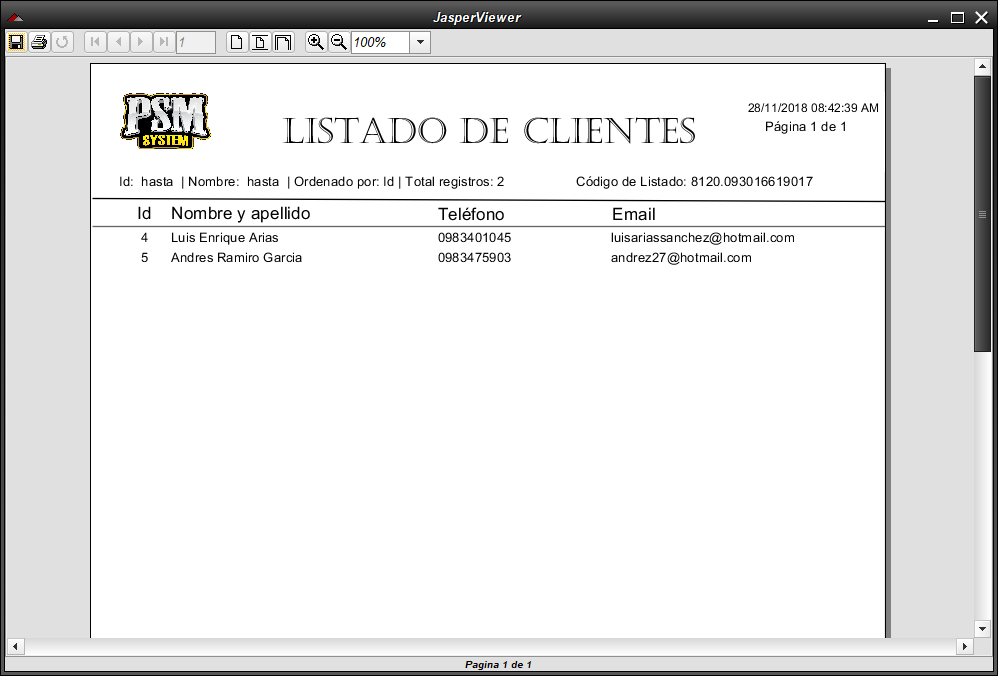 JasperViewer
1
100%
PSM
SYSTEM
LISTADO DE CLIENTES
28/11/2018 08:42:39 AM
Página 1 de 1
Id: hasta | Nombre: hasta | Ordenado por: Id | Total registros: 2 Código de Listado: 8120.093016619017
Id Nombre y apellido Teléfono Email
4 Luis Enrique Arias 0983401045 luisariassanchez@hotmail.com
5 Andres Ramiro Garcia 0983475903 andrez27@hotmail.com
Pagina 1 de 1